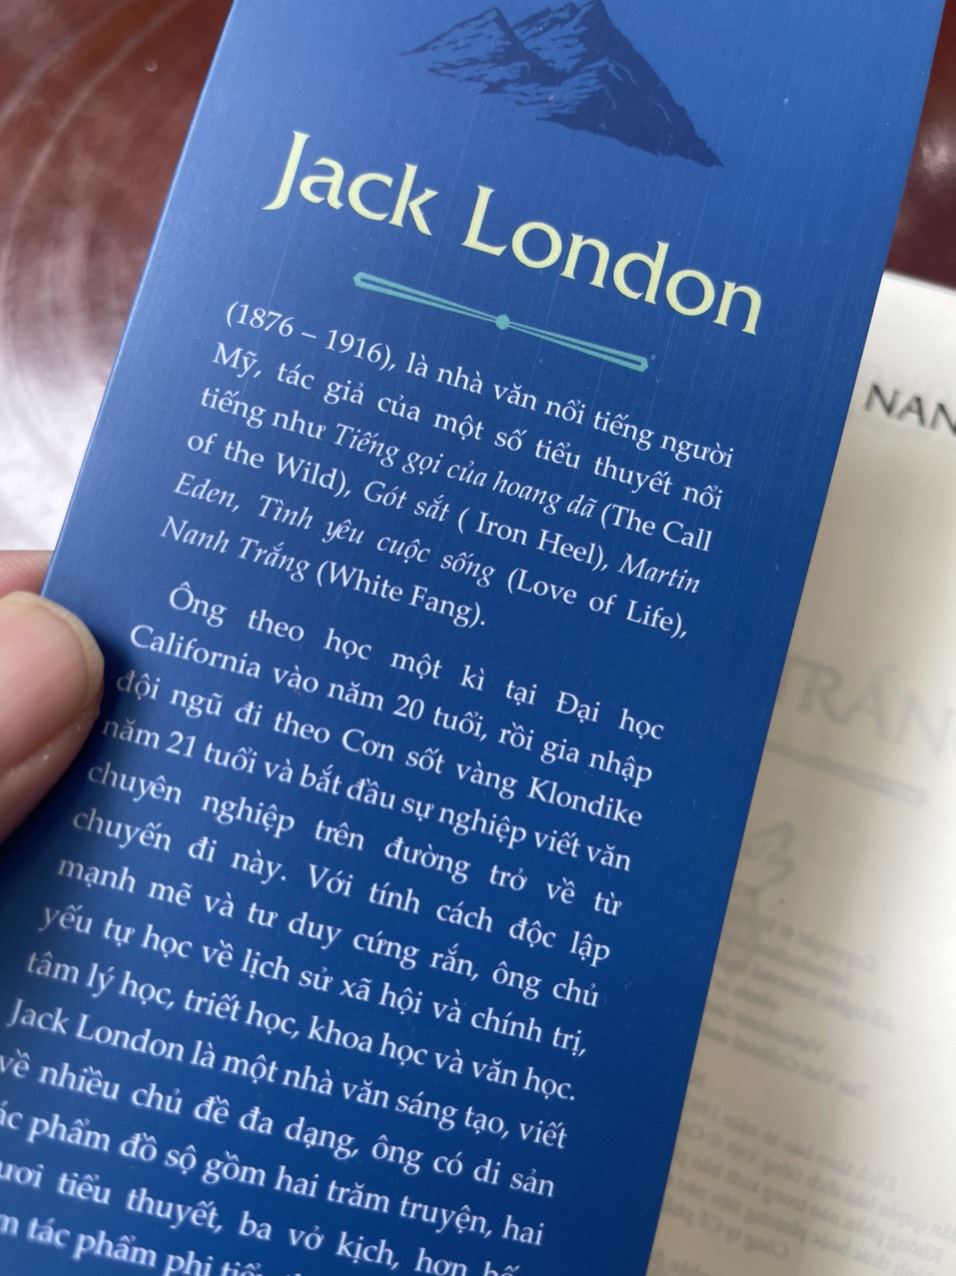 Jack London
(1876 – 1916), là nhà văn nổi tiếng người
Mỹ, tác giả của một số tiểu thuyết nổi
tiếng như Tiếng gọi của hoang dã (The Call
of the Wild), Gót sắt ( Iron Heel), Martin
Eden, Tình yêu cuộc sống (Love of Life),
Nanh Trắng (White Fang).
Ông theo học một kì tại Đại học
California vào năm 20 tuổi, rồi gia nhập
đội ngũ đi theo Cơn sốt vàng Klondike
năm 21 tuổi và bắt đầu sự nghiệp viết văn
chuyên nghiệp trên đường trở về từ
chuyến đi này. Với tính cách độc lập
mạnh mẽ và tư duy cứng rắn, ông chủ
yếu tự học về lịch sử xã hội và chính trị,
tâm lý học, triết học, khoa học và văn học.
Jack London là một nhà văn sáng tạo, viết
về nhiều chủ đề đa dạng, ông có di sản
phẩm đồ sộ gồm hai trăm truyện, hai
tiểu thuyết, ba vở kịch, hơn
tác phẩm phi
NAN
TRẮN